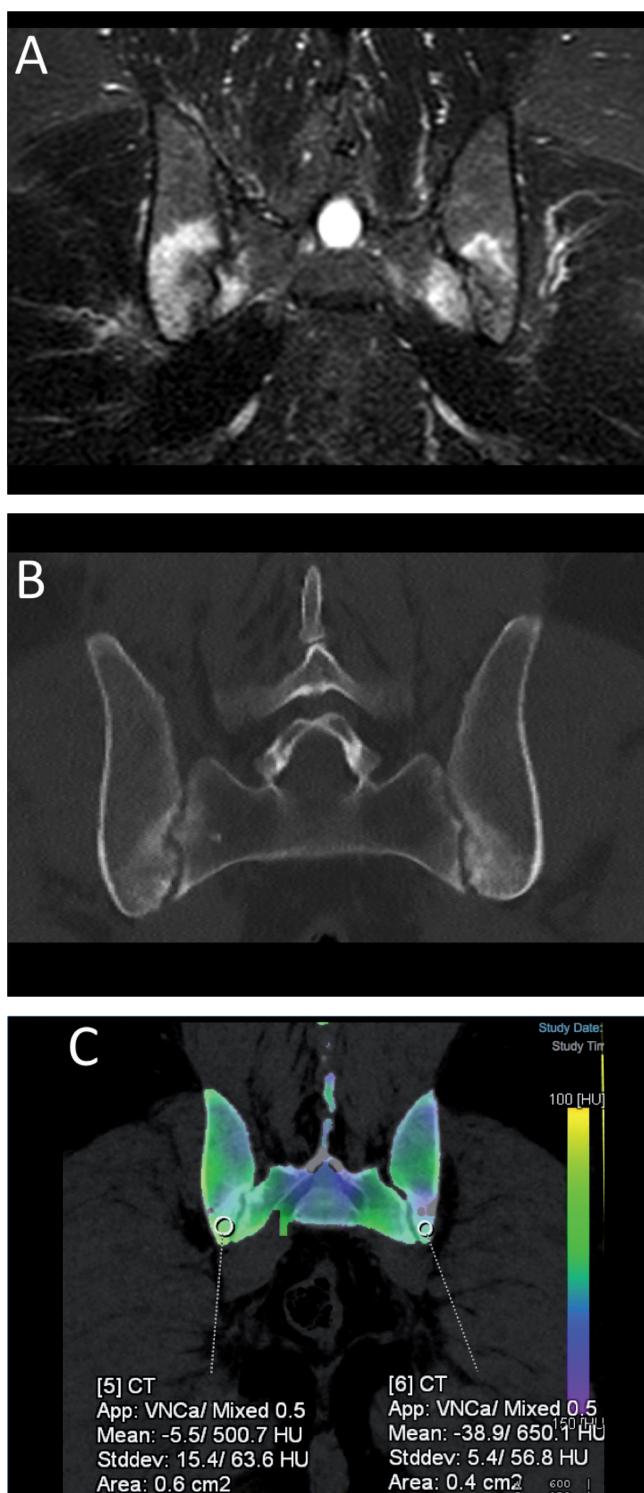 A
B
C
Study Date:
Study Tim
100 [HU]
[5] CT
App: VNCa/ Mixed 0.5
Mean: -5.5/ 500.7 HU
Stddev: 15.4/ 63.6 HU
Area: 0.6 cm2
[6] CT
App: VNCa/ Mixed 0.5
Mean: -38.9/ 650.1 HU
Stddev: 5.4/ 56.8 HU
Area: 0.4 cm2
-150 [HU]
600